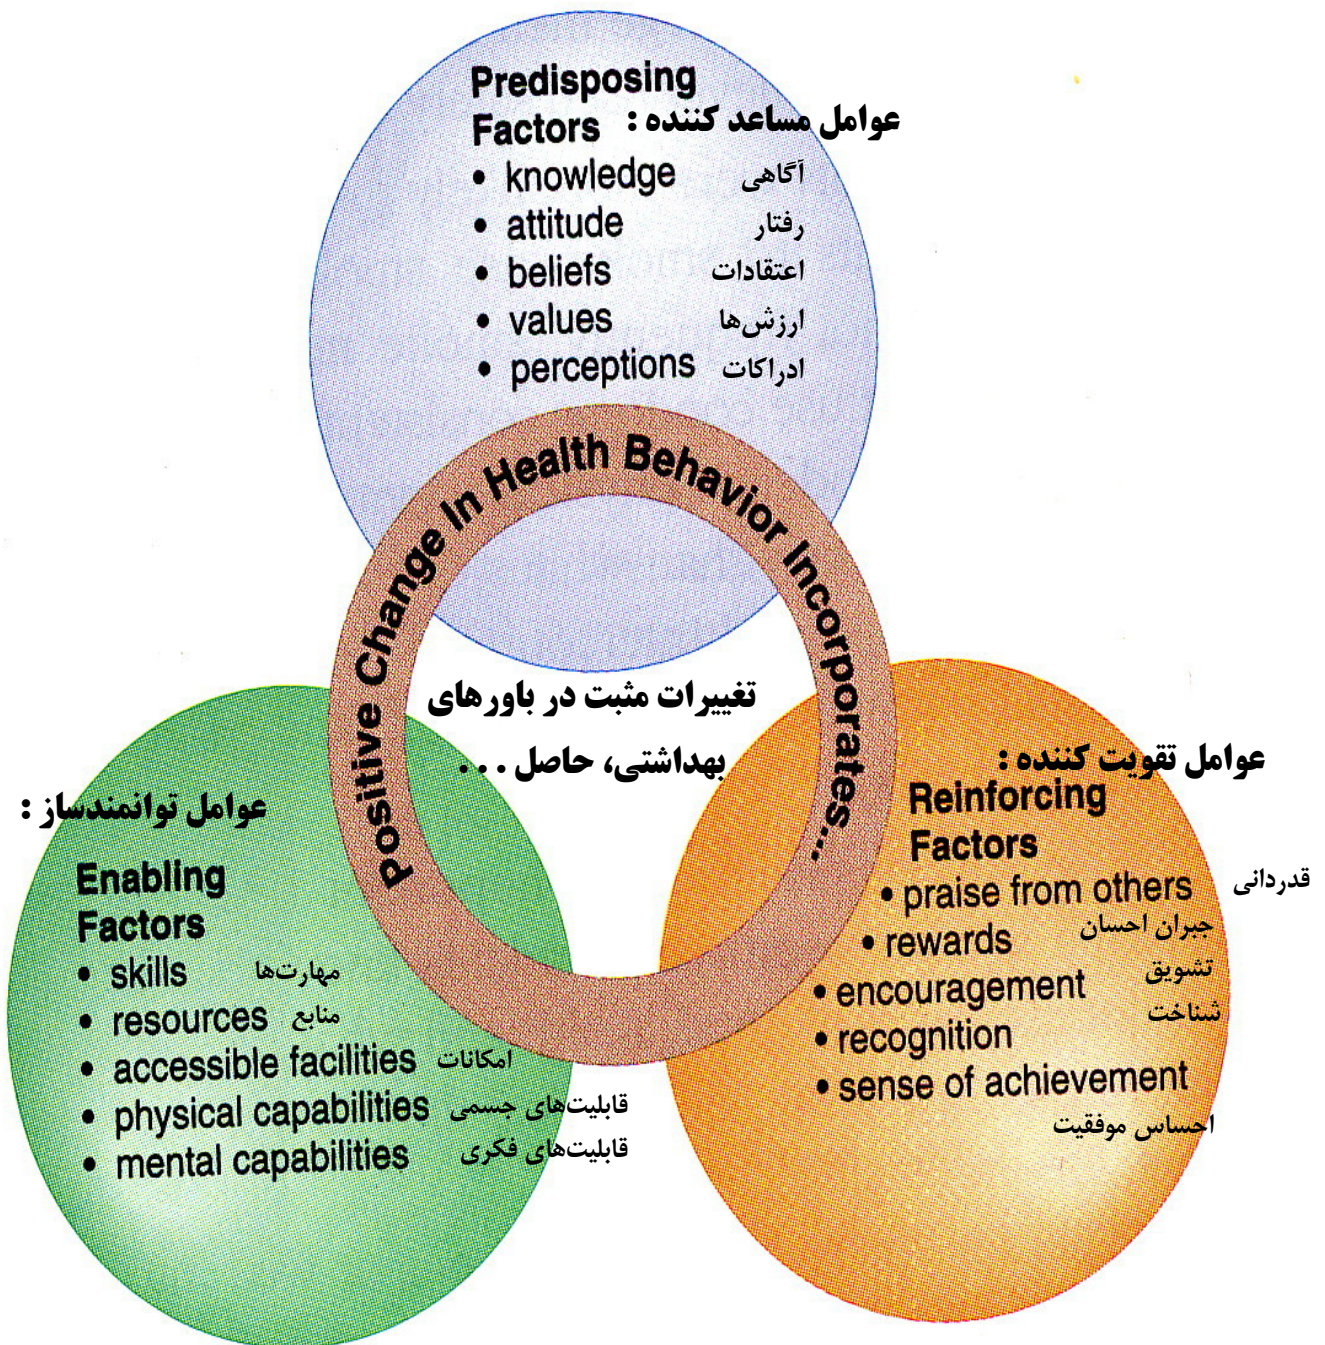 Predisposing
Factors عوامل مساعد کننده :
• knowledge آگاهی
• attitude رفتار
• beliefs اعتقادات
• values ارزش‌ها
• perceptions ادراکات
Positive Change In Health Behavior Incorporates...
تغییرات مثبت در باورهای
بهداشتی، حاصل . . .
عوامل توانمندساز :
Enabling
Factors
• skills مهارت‌ها
• resources منابع
• accessible facilities امکانات
• physical capabilities قابلیت‌های جسمی
• mental capabilities قابلیت‌های فکری
عوامل تقویت کننده :
Reinforcing
Factors
• praise from others قدردانی
• rewards جبران احسان
• encouragement تشویق
• recognition شناخت
• sense of achievement
احساس موفقیت